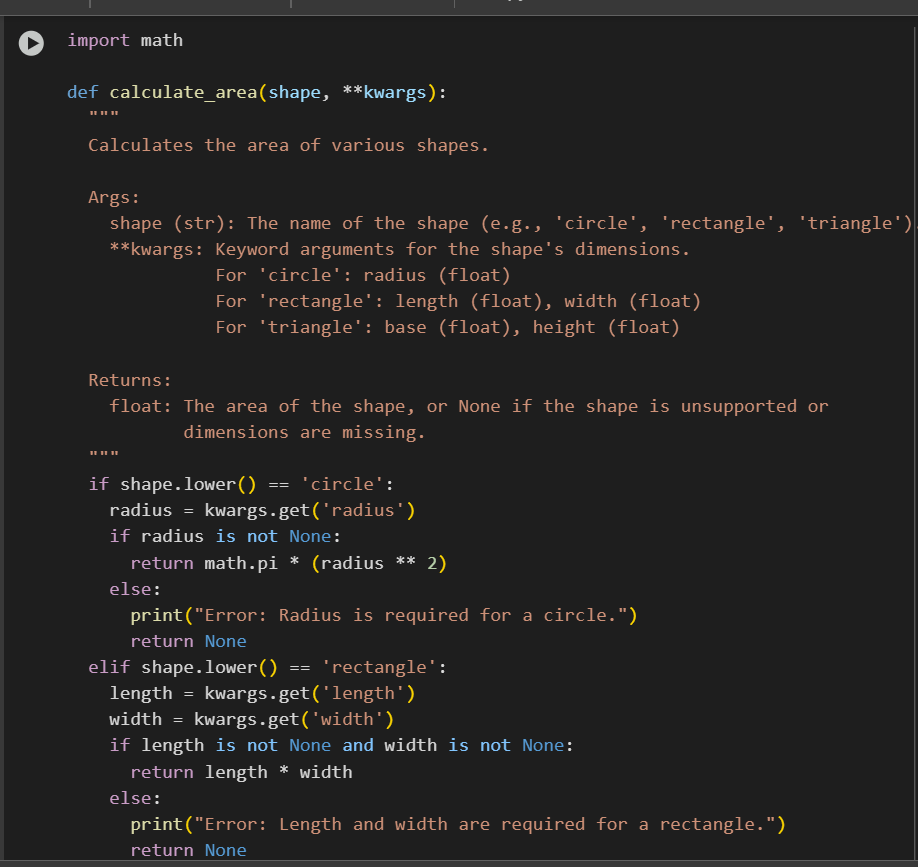 import math

def calculate_area(shape, **kwargs):
  """
  Calculates the area of various shapes.

  Args:
    shape (str): The name of the shape (e.g., 'circle', 'rectangle', 'triangle').
    **kwargs: Keyword arguments for the shape's dimensions.
              For 'circle': radius (float)
              For 'rectangle': length (float), width (float)
              For 'triangle': base (float), height (float)

  Returns:
    float: The area of the shape, or None if the shape is unsupported or
           dimensions are missing.
  """
  if shape.lower() == 'circle':
    radius = kwargs.get('radius')
    if radius is not None:
      return math.pi * (radius ** 2)
    else:
      print("Error: Radius is required for a circle.")
      return None
  elif shape.lower() == 'rectangle':
    length = kwargs.get('length')
    width = kwargs.get('width')
    if length is not None and width is not None:
      return length * width
    else:
      print("Error: Length and width are required for a rectangle.")
      return None